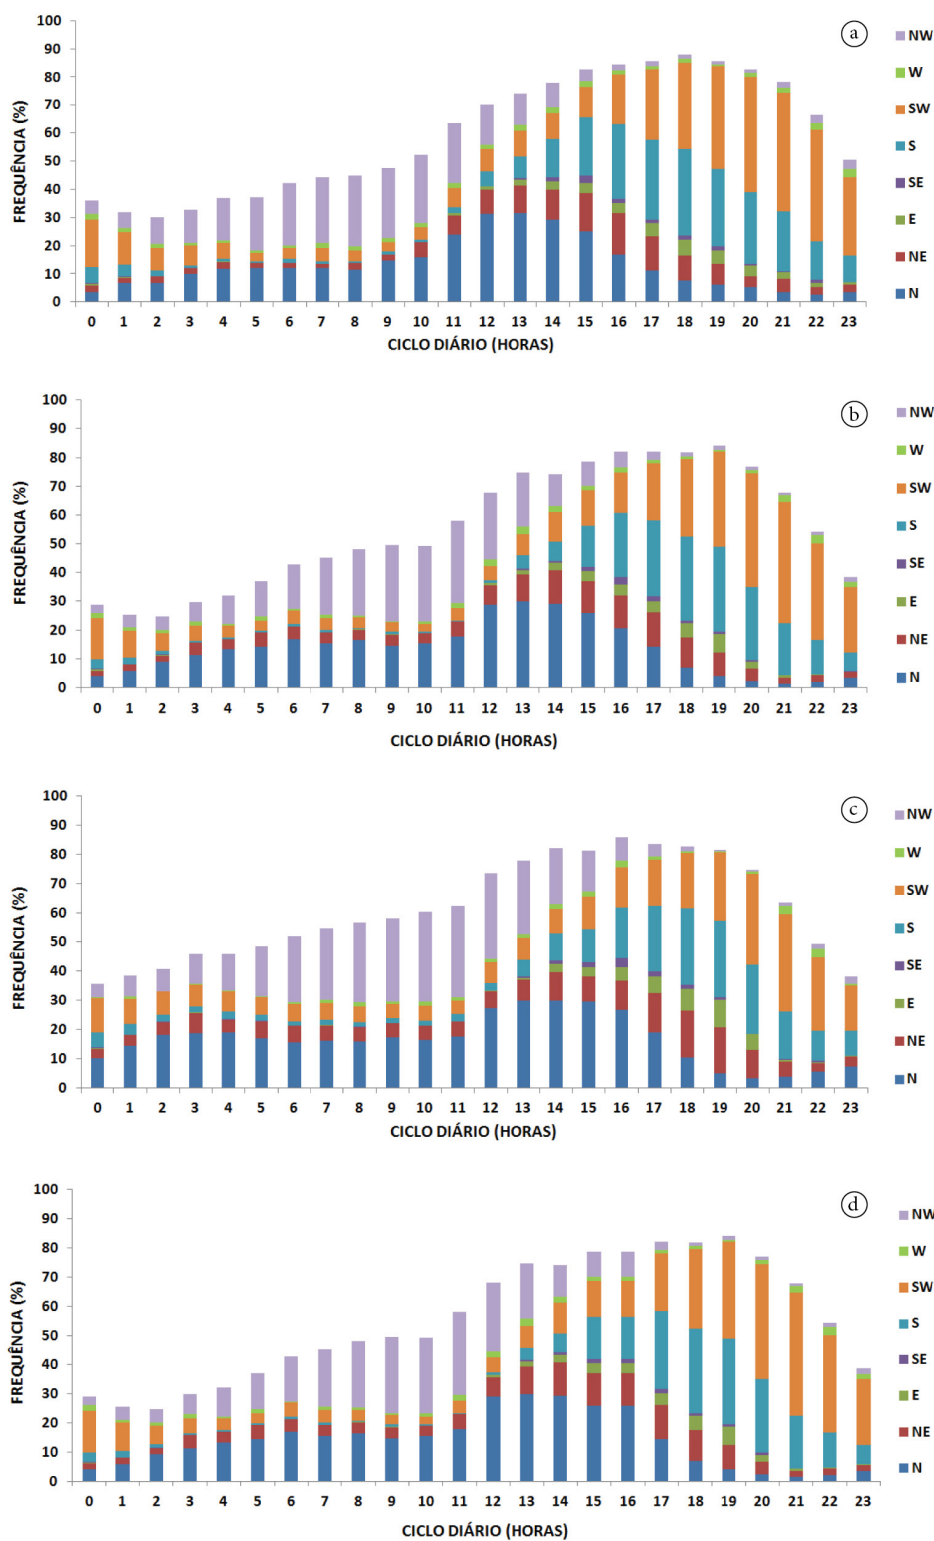 100
90
80
70
60
50
40
30
20
10
0
FREQUÊNCIA (%)
0 1 2 3 4 5 6 7 8 9 10 11 12 13 14 15 16 17 18 19 20 21 22 23
CICLO DIÁRIO (HORAS)
a
NW
W
SW
S
SE
E
NE
N
100
90
80
70
60
50
40
30
20
10
0
FREQUÊNCIA (%)
0 1 2 3 4 5 6 7 8 9 10 11 12 13 14 15 16 17 18 19 20 21 22 23
CICLO DIÁRIO (HORAS)
b
NW
W
SW
S
SE
E
NE
N
100
90
80
70
60
50
40
30
20
10
0
FREQUÊNCIA (%)
0 1 2 3 4 5 6 7 8 9 10 11 12 13 14 15 16 17 18 19 20 21 22 23
CICLO DIÁRIO (HORAS)
c
NW
W
SW
S
SE
E
NE
N
100
90
80
70
60
50
40
30
20
10
0
FREQUÊNCIA (%)
0 1 2 3 4 5 6 7 8 9 10 11 12 13 14 15 16 17 18 19 20 21 22 23
CICLO DIÁRIO (HORAS)
d
NW
W
SW
S
SE
E
NE
N